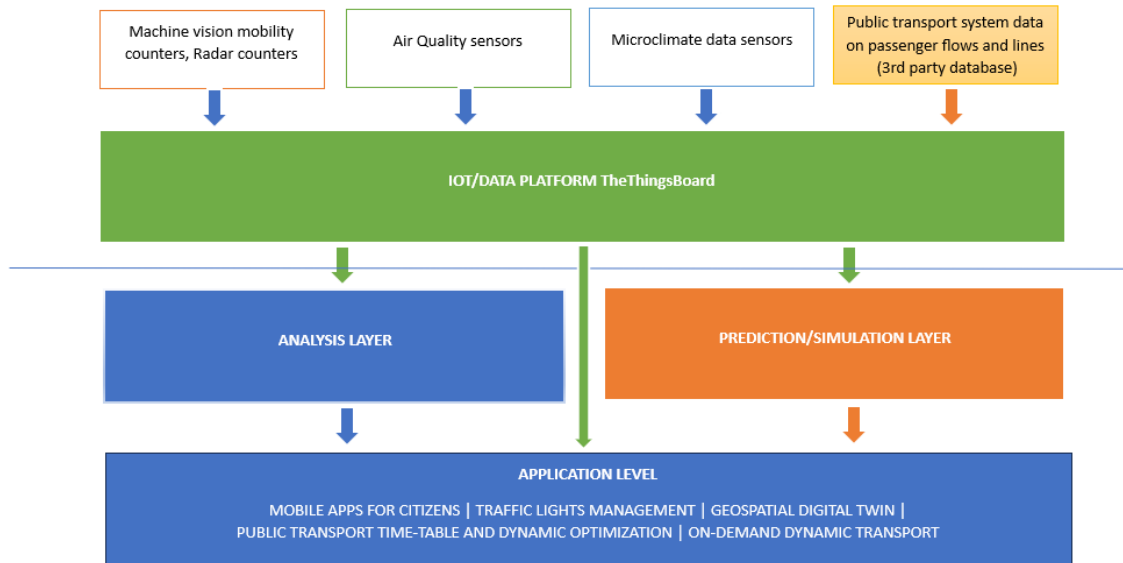 Machine vision mobility
counters, Radar counters
Air Quality sensors
Microclimate data sensors
Public transport system data
on passenger flows and lines
(3rd party database)
IOT/DATA PLATFORM TheThingsBoard
ANALYSIS LAYER
PREDICTION/SIMULATION LAYER
APPLICATION LEVEL
MOBILE APPS FOR CITIZENS | TRAFFIC LIGHTS MANAGEMENT | GEOSPATIAL DIGITAL TWIN |
PUBLIC TRANSPORT TIME-TABLE AND DYNAMIC OPTIMIZATION | ON-DEMAND DYNAMIC TRANSPORT